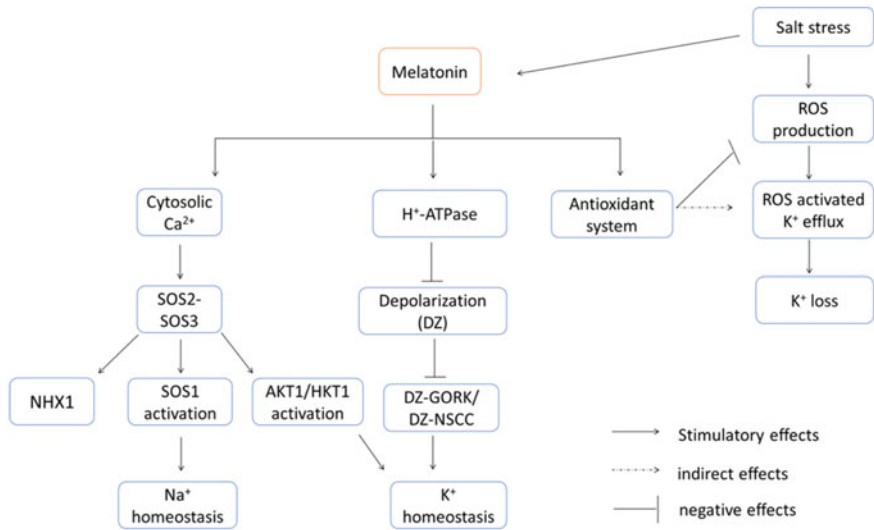 Salt stress
Melatonin
ROS
production
Cytosolic
Ca²⁺
H⁺-ATPase
Antioxidant
system
ROS activated
K⁺ efflux
SOS2-
SOS3
Depolarization
(DZ)
K⁺ loss
NHX1
SOS1
activation
AKT1/HKT1
activation
DZ-GORK/
DZ-NSCC
Na⁺
homeostasis
K⁺
homeostasis
Stimulatory effects
indirect effects
negative effects